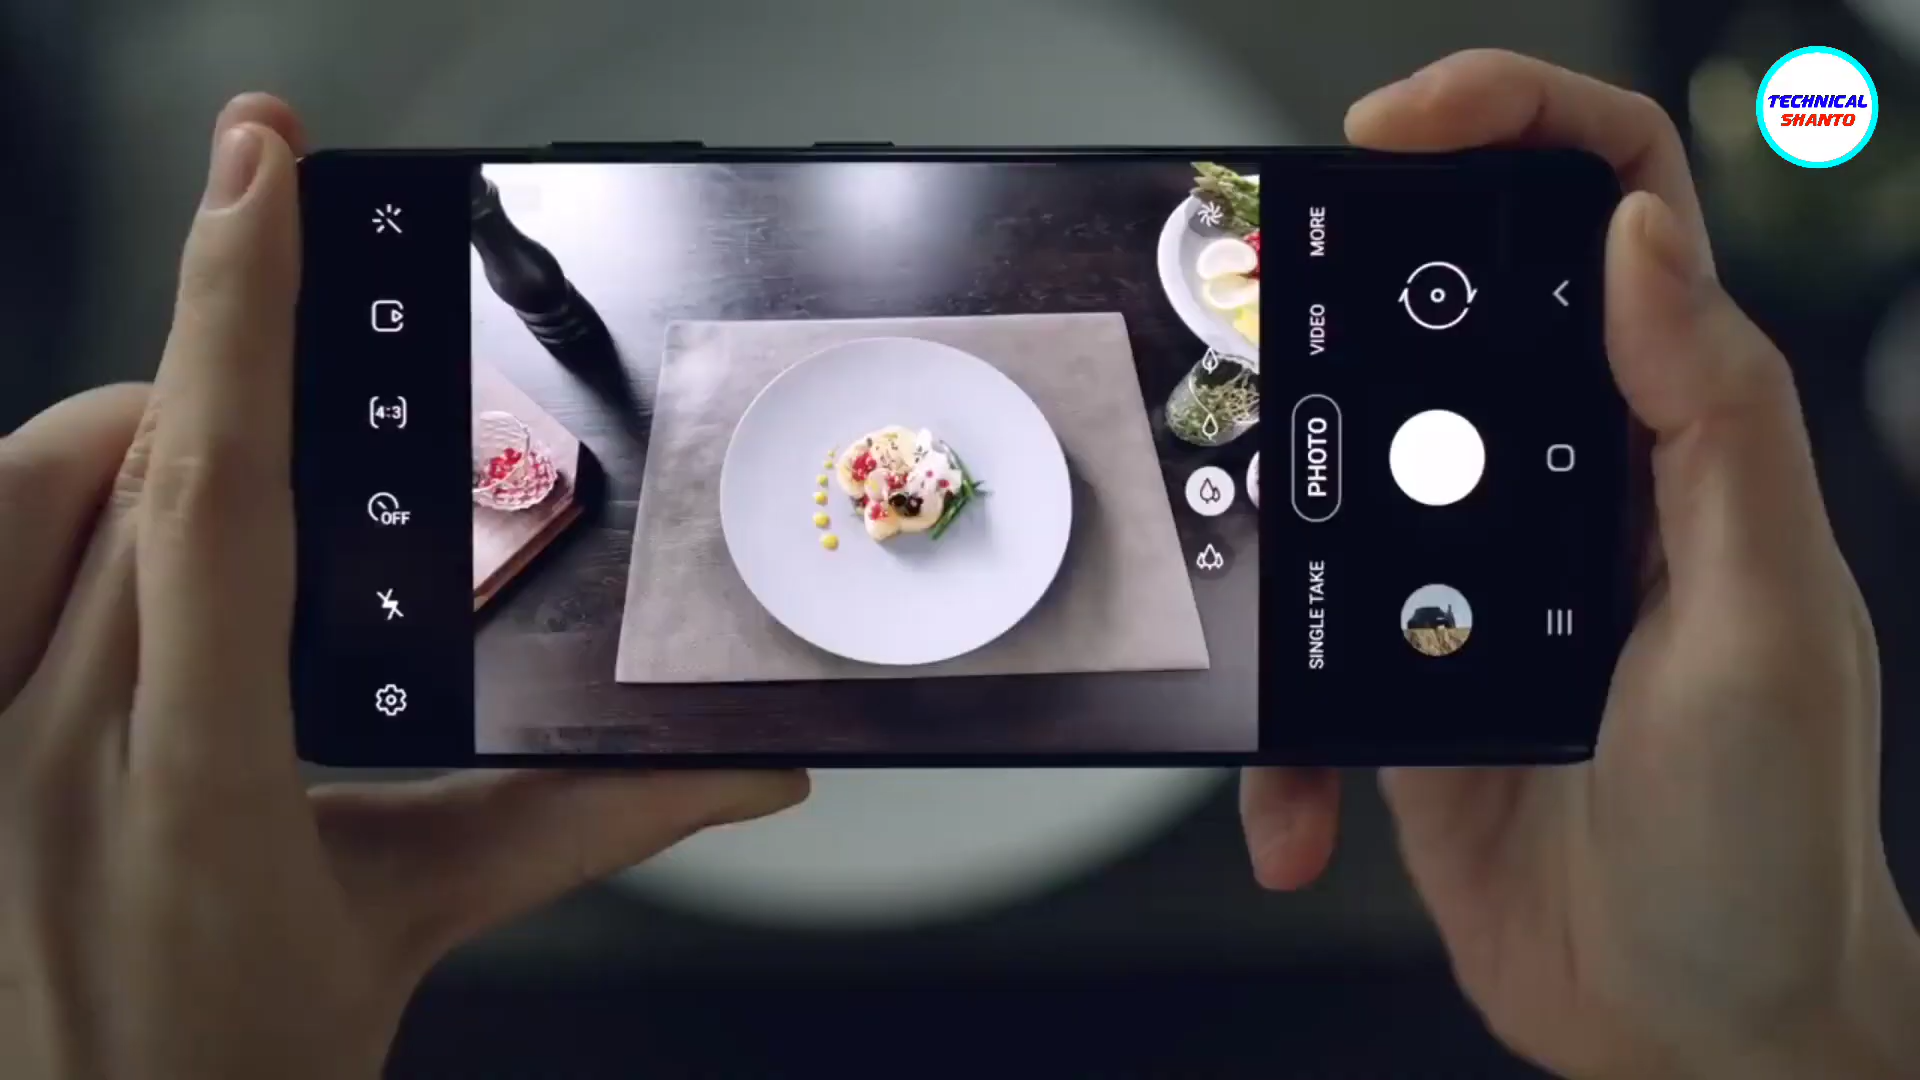 TECHNICAL
SHANTO
MORE
VIDEO
PHOTO
SINGLE TAKE
4:3
OFF